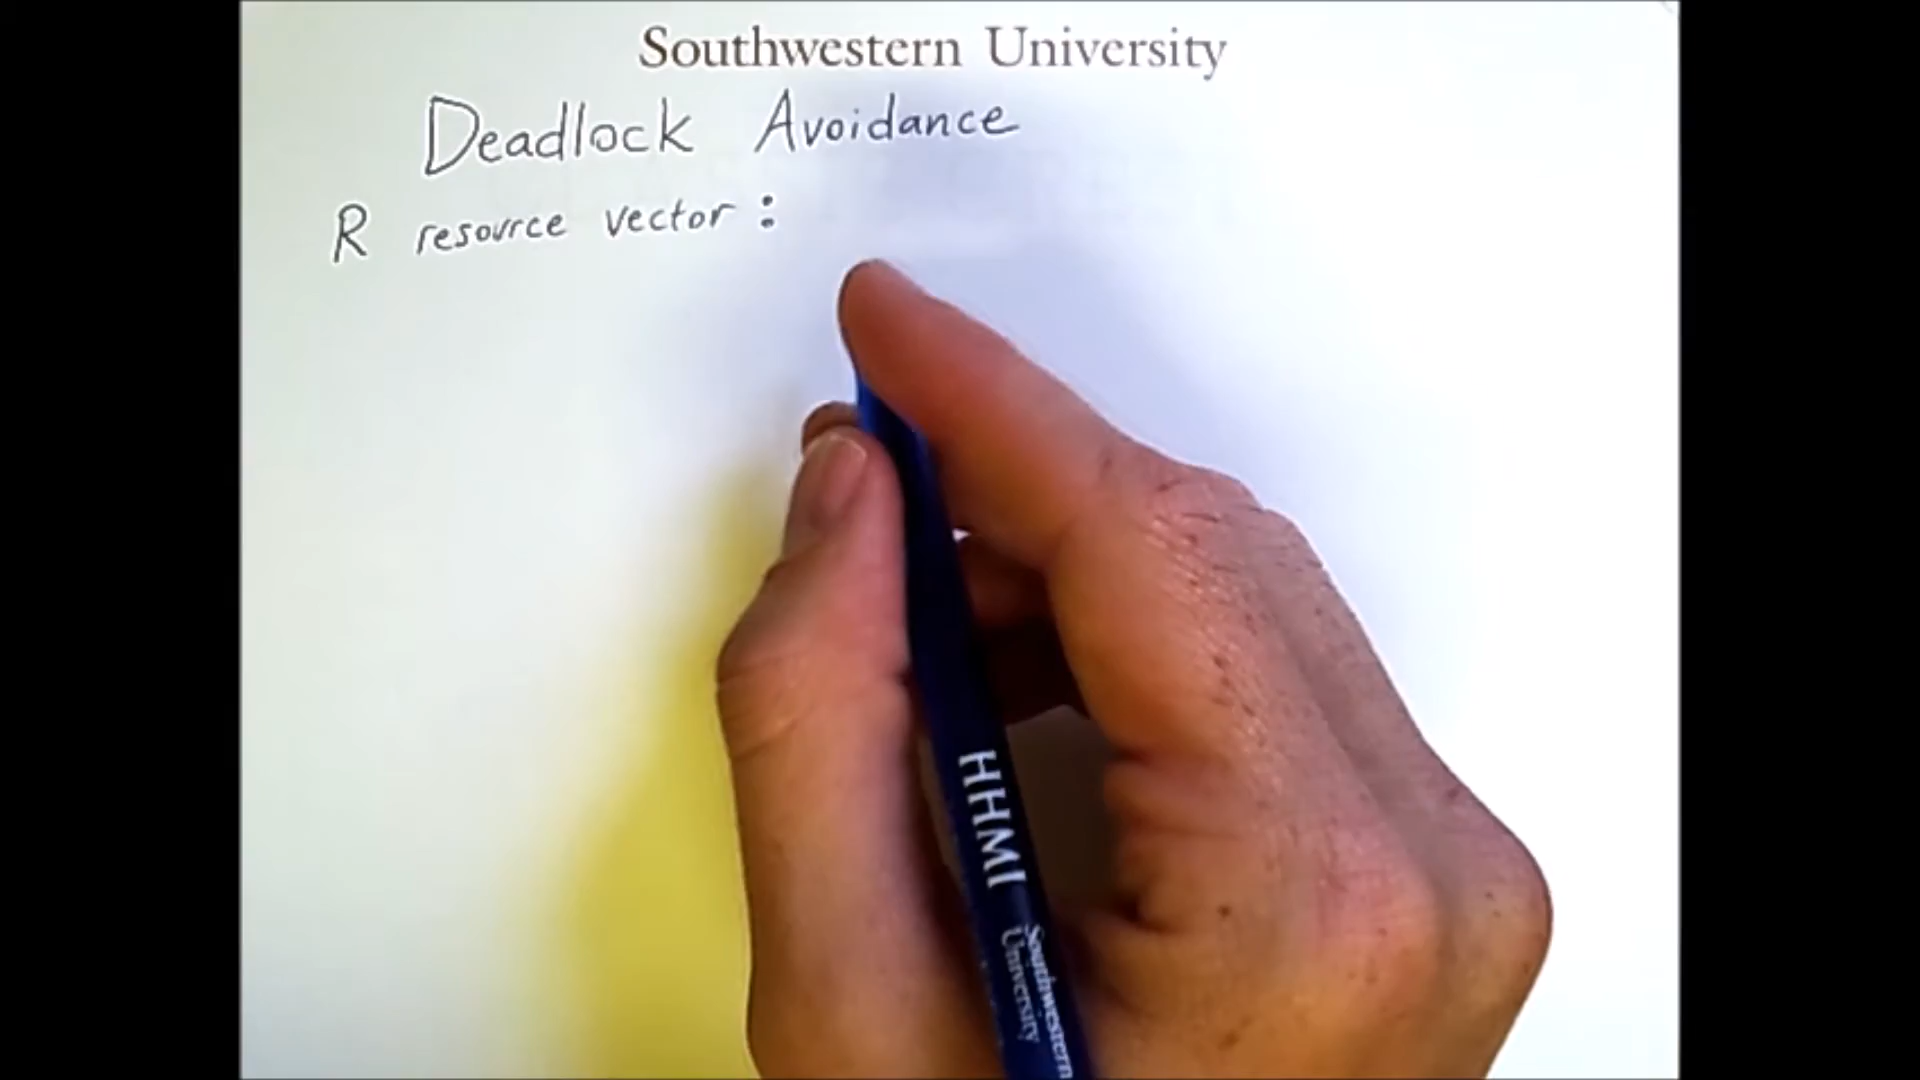 Southwestern University
Deadlock Avoidance
R resource vector :
HHMI
Southwestern
University